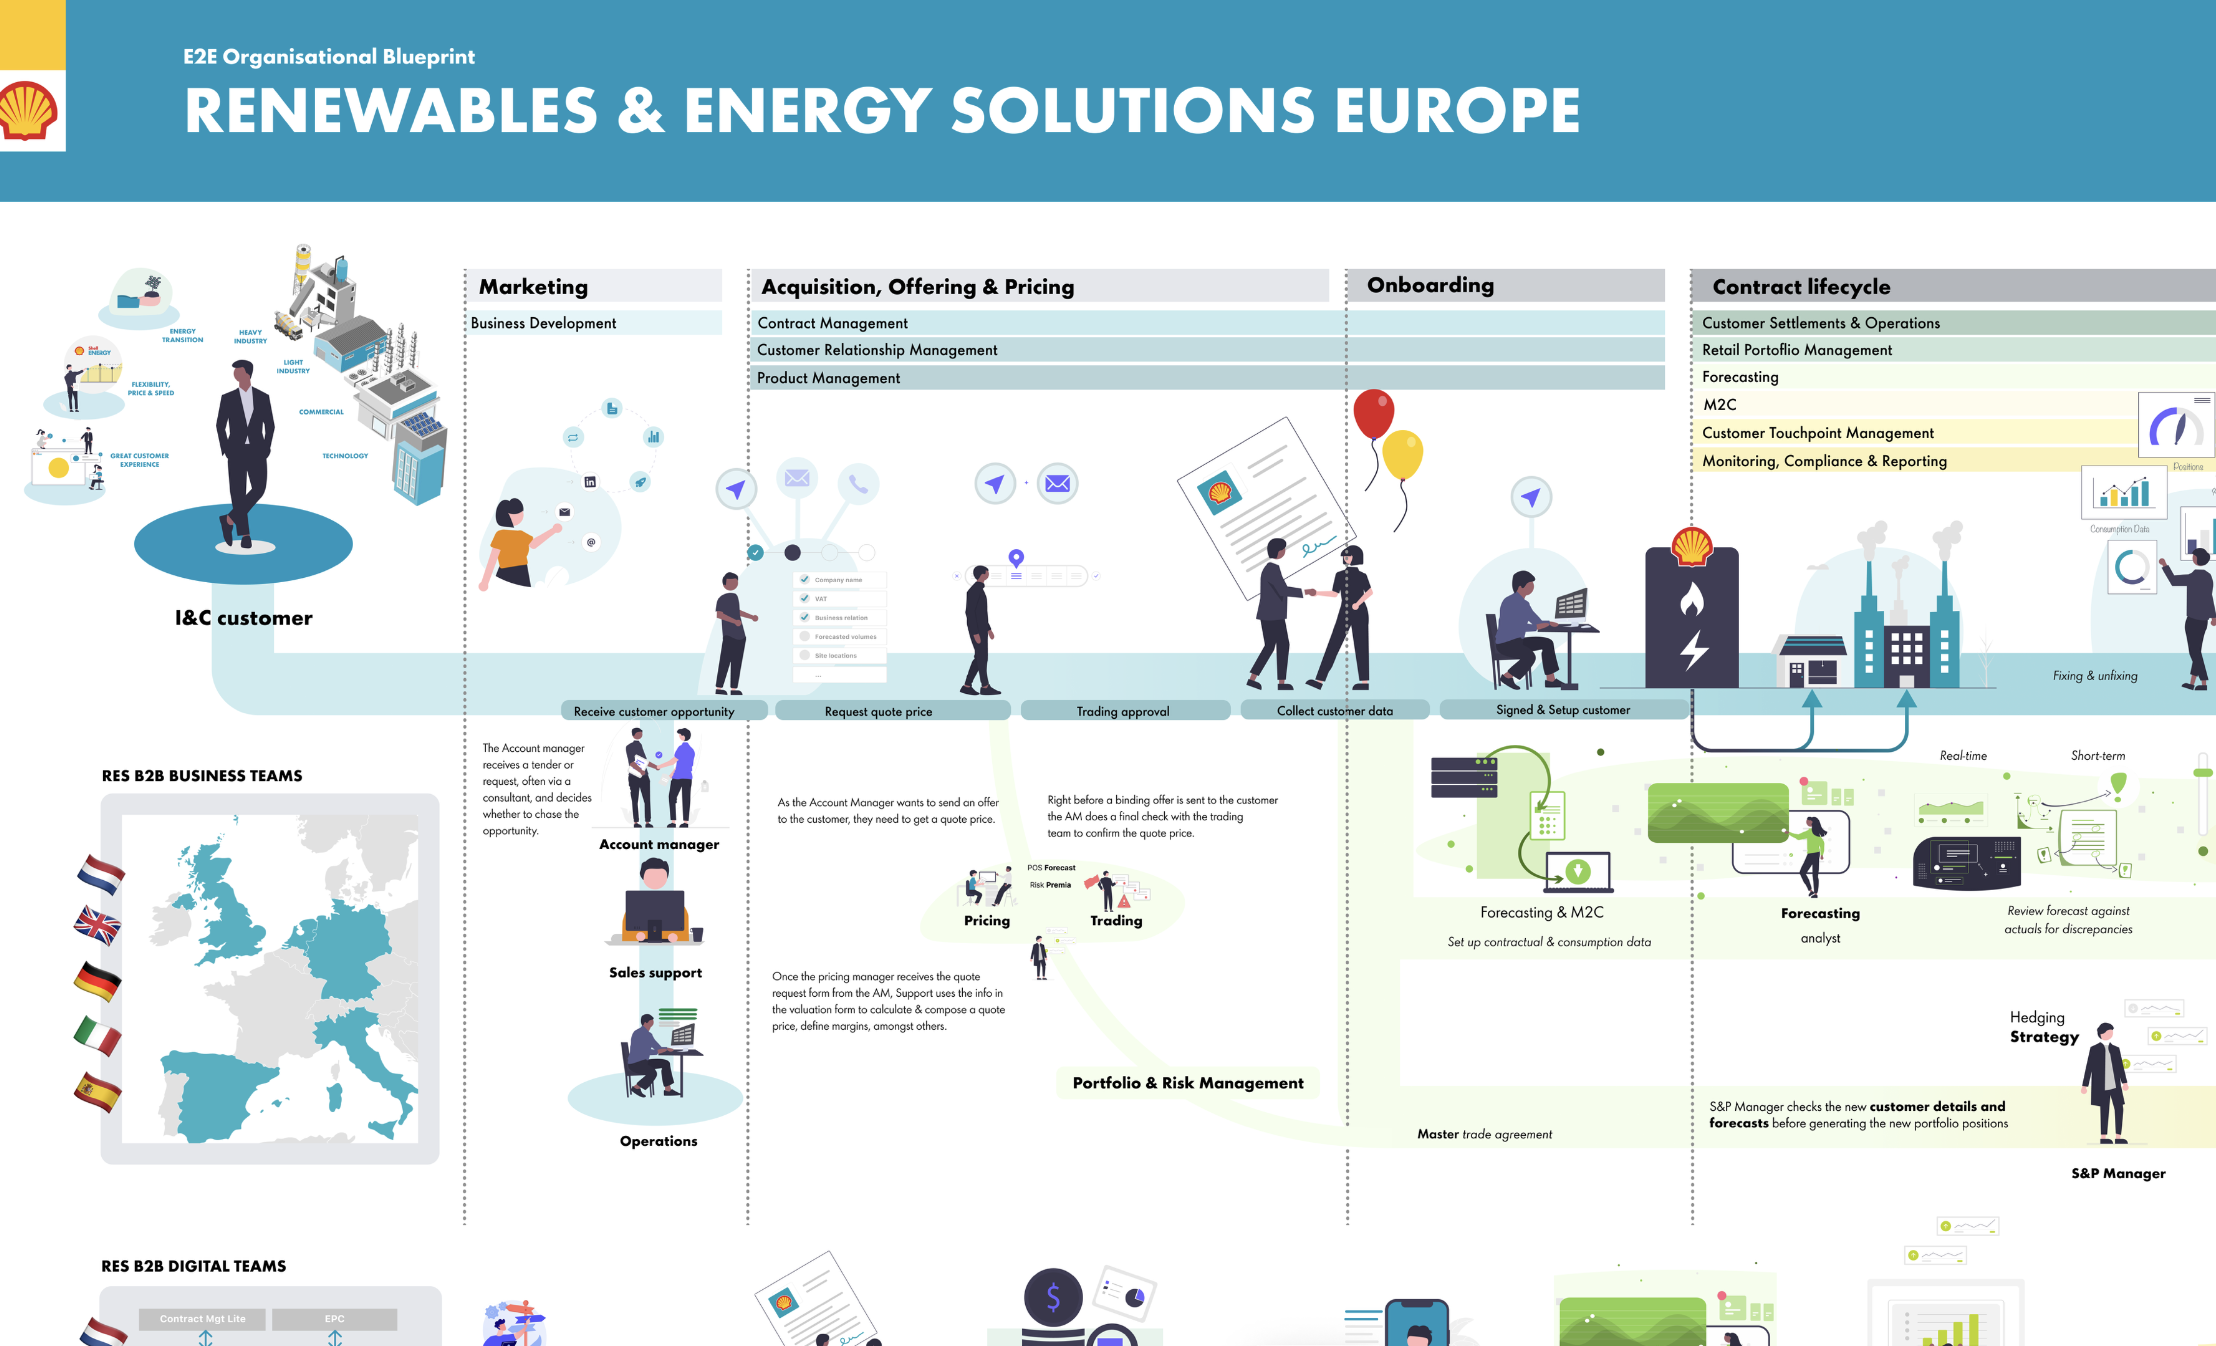 E2E Organisational Blueprint
RENEWABLES & ENERGY SOLUTIONS EUROPE
Marketing
Acquisition, Offering & Pricing
Onboarding
Contract lifecycle
Business Development
Contract Management
Customer Relationship Management
Product Management
Customer Settlements & Operations
Retail Portoflio Management
Forecasting
M2C
Customer Touchpoint Management
Monitoring, Compliance & Reporting
ENERGY
TRANSITION
HEAVY
INDUSTRY
LIGHT
INDUSTRY
Shell
ENERGY
FLEXIBILITY,
PRICE & SPEED
COMMERCIAL
GREAT CUSTOMER
EXPERIENCE
TECHNOLOGY
I&C customer
in
@
Company name
VAT
Business relation
Forecasted volumes
Site locations
...
Positions
Consumption Data
Fixing & unfixing
Receive customer opportunity
Request quote price
Trading approval
Collect customer data
Signed & Setup customer
RES B2B BUSINESS TEAMS
The Account manager
receives a tender or
request, often via a
consultant, and decides
whether to chase the
opportunity.
Account manager
Sales support
Operations
As the Account Manager wants to send an offer
to the customer, they need to get a quote price.
Right before a binding offer is sent to the customer
the AM does a final check with the trading
team to confirm the quote price.
POS Forecast
Risk Premia
Pricing
Trading
Once the pricing manager receives the quote
request form from the AM, Support uses the info in
the valuation form to calculate & compose a quote
price, define margins, amongst others.
Portfolio & Risk Management
Real-time
Short-term
Forecasting & M2C
Set up contractual & consumption data
Forecasting
analyst
Review forecast against
actuals for discrepancies
Hedging
Strategy
Master trade agreement
S&P Manager checks the new customer details and
forecasts before generating the new portfolio positions
S&P Manager
RES B2B DIGITAL TEAMS
Contract Mgt Lite
EPC
$